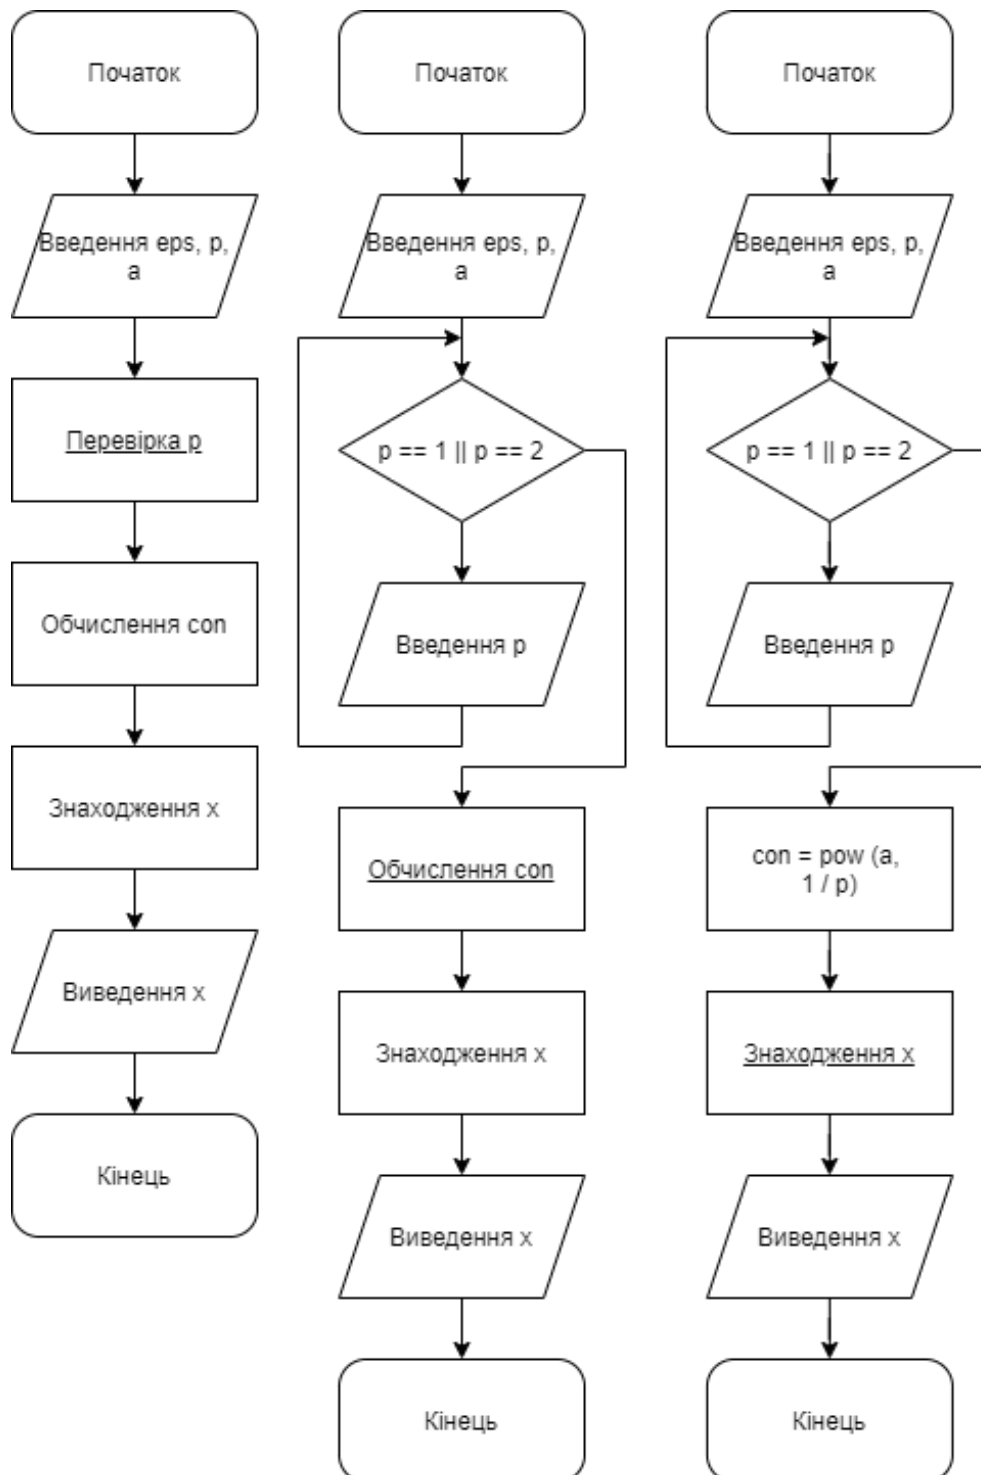 Початок
Введення eps, p,
a
Перевірка p
Обчислення con
Знаходження x
Виведення x
Кінець
Початок
Введення eps, p,
a
p == 1 || p == 2
Введення p
Обчислення con
Знаходження x
Виведення x
Кінець
Початок
Введення eps, p,
a
p == 1 || p == 2
Введення p
con = pow (a,
1 / p)
Знаходження x
Виведення x
Кінець